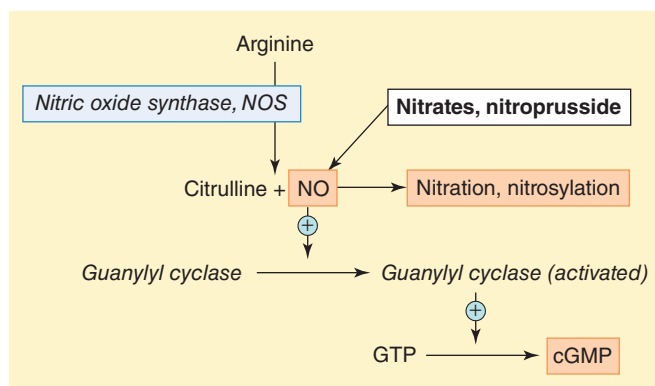 Arginine
Nitric oxide synthase, NOS
Nitrates, nitroprusside
Citrulline + NO
Nitration, nitrosylation
+
Guanylyl cyclase
Guanylyl cyclase (activated)
+
GTP
cGMP